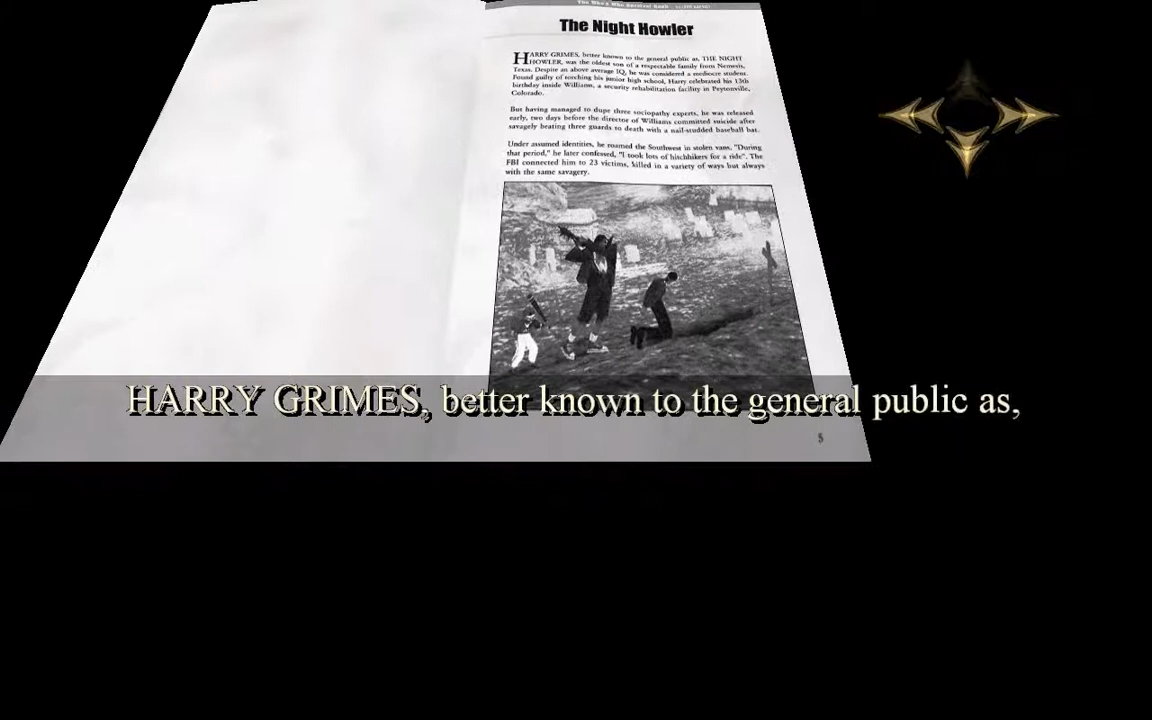 The Night Howler
HARRY GRIMES, better known to the general public as, THE NIGHT
HOWLER, was the oldest son of a respectable family from Nemesis,
Texas. Despite an above average IQ, he was considered a mediocre student.
Found guilty of torching his junior high school, Harry celebrated his 13th
birthday inside Williams, a security rehabilitation facility in Peytonville,
Colorado.
But having managed to dupe three sociopathy experts, he was released
early, two days before the director of Williams committed suicide after
savagely beating three guards to death with a nail-studded baseball bat.
Under assumed identities, he roamed the Southwest in stolen vans. "During
that period," he later confessed, "I took lots of hitchhikers for a ride". The
FBI connected him to 23 victims, killed in a variety of ways but always
with the same savagery.
HARRY GRIMES, better known to the general public as,
5